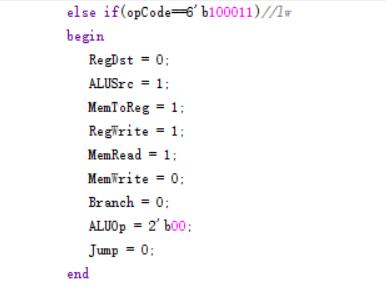 else if(opCode==6'b100011)//lw
begin
RegDst = 0;
ALUSrc = 1;
MemToReg = 1;
RegWrite = 1;
MemRead = 1;
MemWrite = 0;
Branch = 0;
ALUOp = 2'b00;
Jump = 0;
end